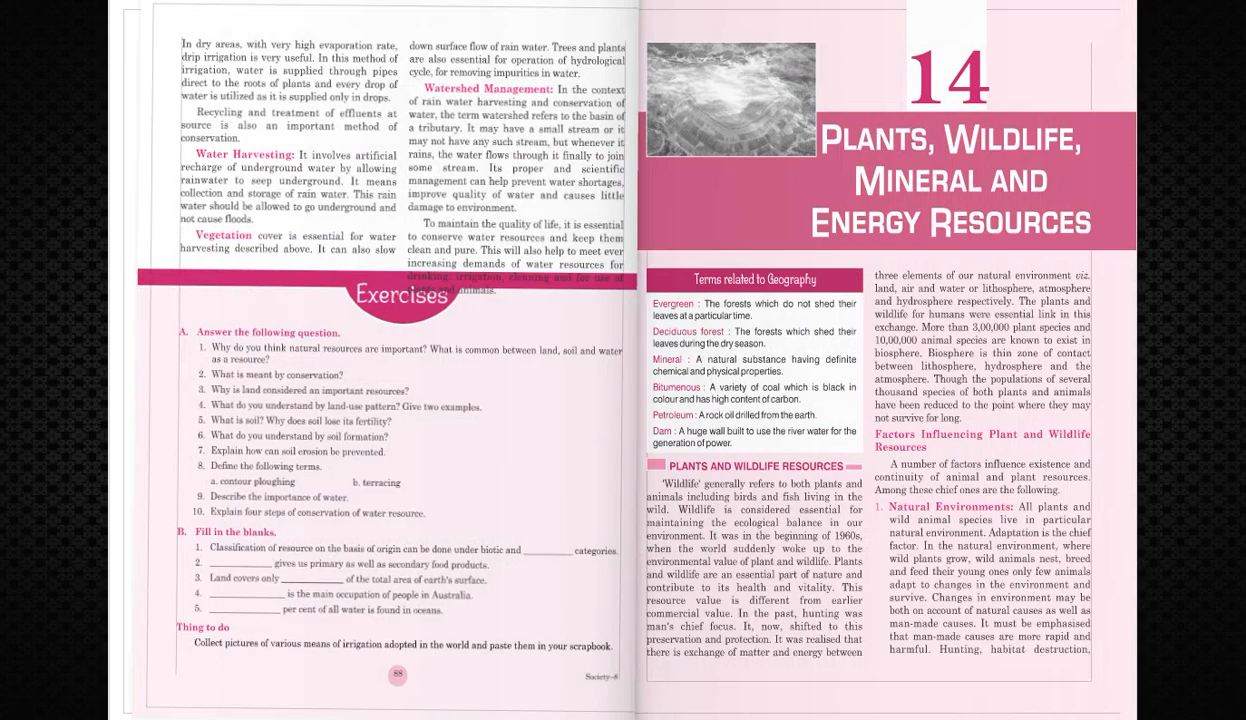 In dry areas, with very high evaporation rate,
drip irrigation is very useful. In this method of
irrigation, water is supplied through pipes
direct to the roots of plants and every drop of
water is utilized as it is supplied only in drops.
Recycling and treatment of effluents at
source is also an important method of
conservation.
Water Harvesting: It involves artificial
recharge of underground water by allowing
rainwater to seep underground. It means
collection and storage of rain water. This rain
water should be allowed to go underground and
not cause floods.
Vegetation cover is essential for water
harvesting described above. It can also slow
down surface flow of rain water. Trees and plants
are also essential for operation of hydrological
cycle, for removing impurities in water.
Watershed Management: In the context
of rain water harvesting and conservation of
water, the term watershed refers to the basin of
a tributary. It may have a small stream or it
may not have any such stream, but whenever it
rains, the water flows through it finally to join
some stream. Its proper and scientific
management can help prevent water shortages,
improve quality of water and causes little
damage to environment.
To maintain the quality of life, it is essential
to conserve water resources and keep them
clean and pure. This will also help to meet ever
increasing demands of water resources for
drinking, irrigation, cleaning and for use of
plants and animals.
Exercises
A. Answer the following question.
1. Why do you think natural resources are important? What is common between land, soil and water
as a resource?
2. What is meant by conservation?
3. Why is land considered an important resources?
4. What do you understand by land-use pattern? Give two examples.
5. What is soil? Why does soil lose its fertility?
6. What do you understand by soil formation?
7. Explain how can soil erosion be prevented.
8. Define the following terms.
a. contour ploughing b. terracing
9. Describe the importance of water.
10. Explain four steps of conservation of water resource.
B. Fill in the blanks.
1. Classification of resource on the basis of origin can be done under biotic and __________ categories.
2. _____________ gives us primary as well as secondary food products.
3. Land covers only _____________ of the total area of earth's surface.
4. _______________ is the main occupation of people in Australia.
5. ______________ per cent of all water is found in oceans.
Thing to do
Collect pictures of various means of irrigation adopted in the world and paste them in your scrapbook.
88
Society-8
14
PLANTS, WILDLIFE,
MINERAL AND
ENERGY RESOURCES
Terms related to Geography
Evergreen : The forests which do not shed their
leaves at a particular time.
Deciduous forest : The forests which shed their
leaves during the dry season.
Mineral : A natural substance having definite
chemical and physical properties.
Bitumenous : A variety of coal which is black in
colour and has high content of carbon.
Petroleum : A rock oil drilled from the earth.
Dam : A huge wall built to use the river water for the
generation of power.
PLANTS AND WILDLIFE RESOURCES
'Wildlife' generally refers to both plants and
animals including birds and fish living in the
wild. Wildlife is considered essential for
maintaining the ecological balance in our
environment. It was in the beginning of 1960s,
when the world suddenly woke up to the
environmental value of plant and wildlife. Plants
and wildlife are an essential part of nature and
contribute to its health and vitality. This
resource value is different from earlier
commercial value. In the past, hunting was
man's chief focus. It, now, shifted to this
preservation and protection. It was realised that
there is exchange of matter and energy between
three elements of our natural environment viz.
land, air and water or lithosphere, atmosphere
and hydrosphere respectively. The plants and
wildlife for humans were essential link in this
exchange. More than 3,00,000 plant species and
10,00,000 animal species are known to exist in
biosphere. Biosphere is thin zone of contact
between lithosphere, hydrosphere and the
atmosphere. Though the populations of several
thousand species of both plants and animals
have been reduced to the point where they may
not survive for long.
Factors Influencing Plant and Wildlife
Resources
A number of factors influence existence and
continuity of animal and plant resources.
Among these chief ones are the following.
1. Natural Environments: All plants and
wild animal species live in particular
natural environment. Adaptation is the chief
factor. In the natural environment, where
wild plants grow, wild animals nest, breed
and feed their young ones only few animals
adapt to changes in the environment and
survive. Changes in environment may be
both on account of natural causes as well as
man-made causes. It must be emphasised
that man-made causes are more rapid and
harmful. Hunting, habitat destruction,